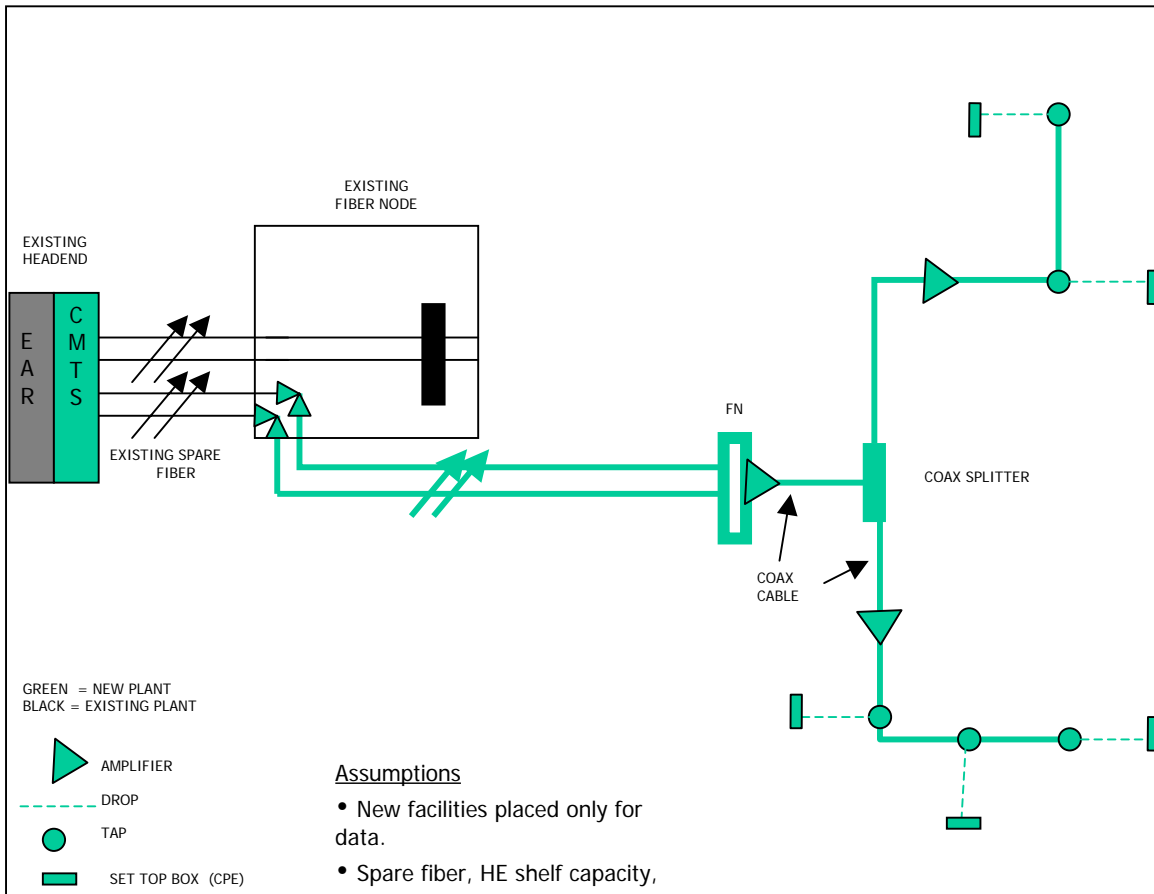 EXISTING
FIBER NODE
EXISTING
HEADEND
EAR
CMTS
EXISTING SPARE
FIBER
FN
COAX SPLITTER
COAX
CABLE
GREEN = NEW PLANT
BLACK = EXISTING PLANT
AMPLIFIER
DROP
TAP
SET TOP BOX (CPE)
Assumptions
• New facilities placed only for
data.
• Spare fiber, HE shelf capacity,